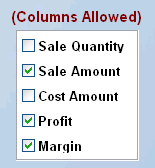 (Columns Allowed)
Sale Quantity
Sale Amount
Cost Amount
Profit
Margin